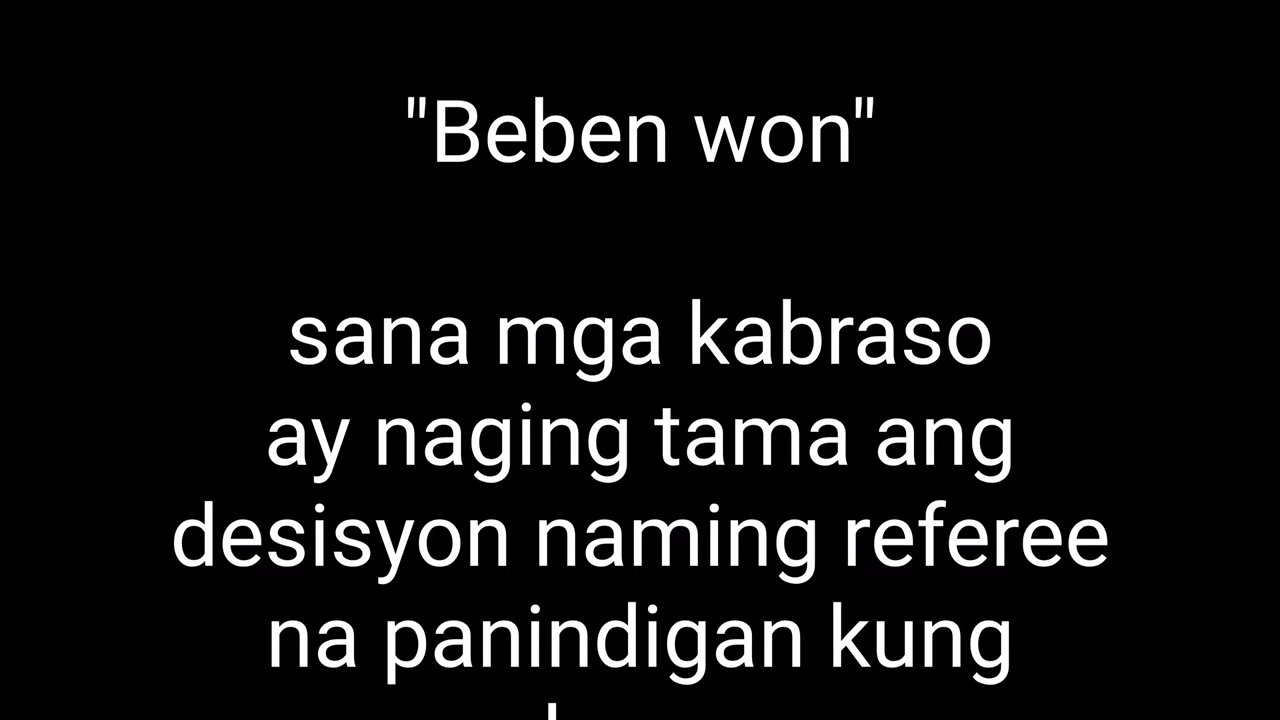 "Beben won"
sana mga kabraso
ay naging tama ang
desisyon naming referee
na panindigan kung